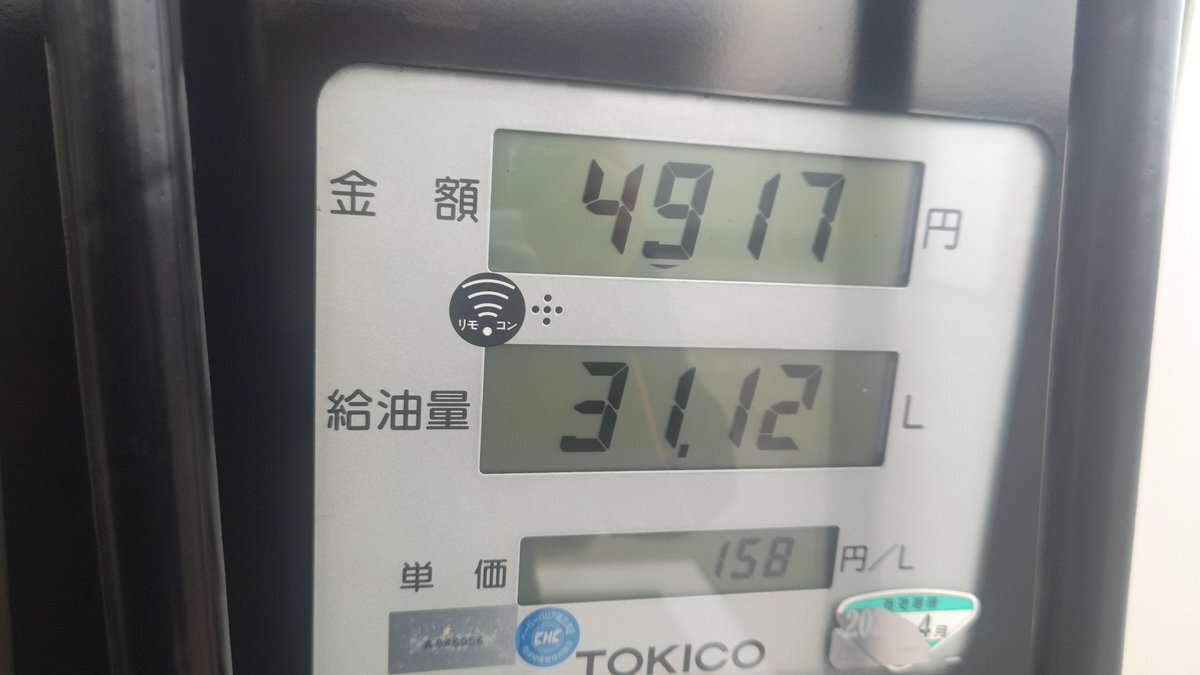 金額 4917 円
リモコン
給油量 31.12 L
単価 158 円/L
TOKICO
4月